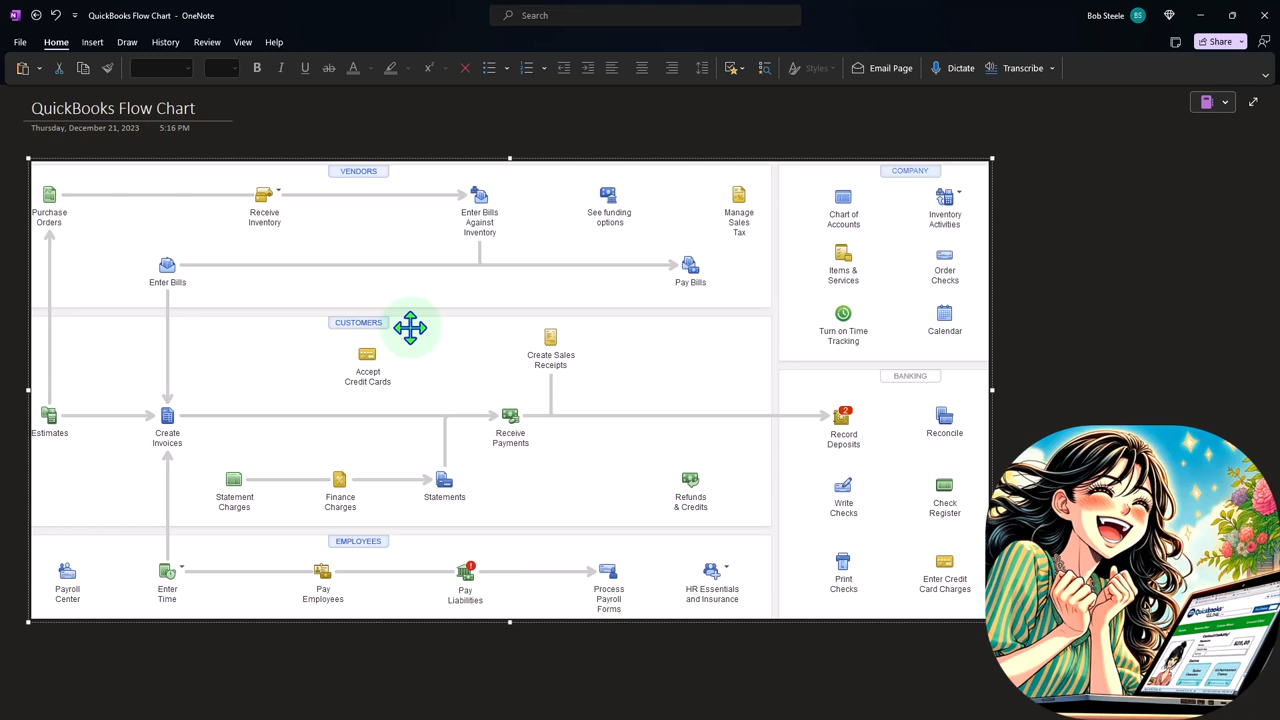 QuickBooks Flow Chart - OneNote
Search
Bob Steele
BS
File
Home
Insert
Draw
History
Review
View
Help
Share
B
I
U
ab
A
Styles
Email Page
Dictate
Transcribe
QuickBooks Flow Chart
Thursday, December 21, 2023
5:16 PM
VENDORS
COMPANY
Purchase
Orders
Receive
Inventory
Enter Bills
Against
Inventory
See funding
options
Manage
Sales
Tax
Chart of
Accounts
Inventory
Activities
Enter Bills
Pay Bills
Items &
Services
Order
Checks
Turn on Time
Tracking
Calendar
CUSTOMERS
Accept
Credit Cards
Create Sales
Receipts
BANKING
Estimates
Create
Invoices
Receive
Payments
2
Record
Deposits
Reconcile
Statement
Charges
Finance
Charges
Statements
Refunds
& Credits
Write
Checks
Check
Register
EMPLOYEES
Payroll
Center
Enter
Time
Pay
Employees
Pay
Liabilities
Process
Payroll
Forms
HR Essentials
and Insurance
Print
Checks
Enter Credit
Card Charges
Quickbooks